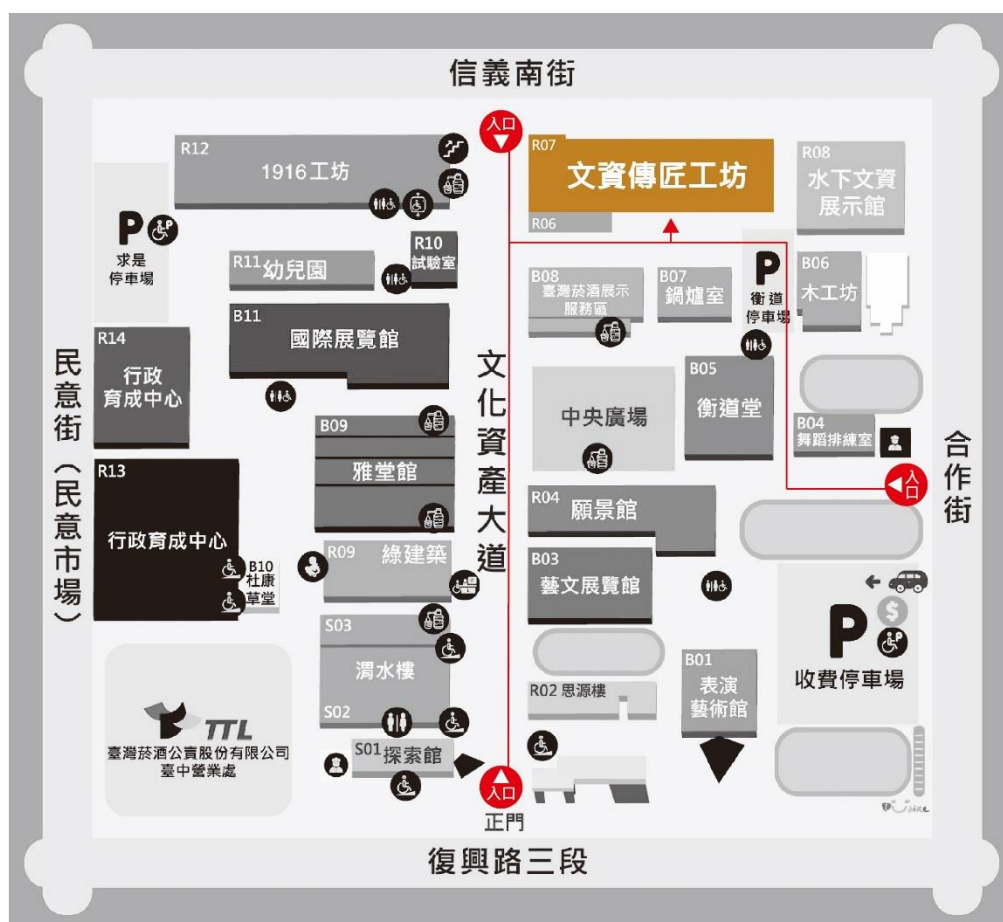 信義南街
入口
R12
1916工坊
R07
文資傳匠工坊
R06
R08
水下文資
展示館
P
求是
停車場
R11幼兒園
R10
試驗室
B08
臺灣菸酒展示
服務區
B07
鍋爐室
P
衡道
停車場
B06
木工坊
B11
國際展覽館
R14
行政
育成中心
民意街（民意市場）
文化資產大道
中央廣場
B05
衡道堂
B04
舞蹈排練室
合作街
入口
B09
雅堂館
R13
行政育成中心
B10
杜康
草堂
R04
願景館
R09
綠建築
B03
藝文展覽館
$
P
收費停車場
S03
渭水樓
S02
R02 思源樓
B01
表演
藝術館
TTL
臺灣菸酒公賣股份有限公司
臺中營業處
S01探索館
入口
正門
復興路三段